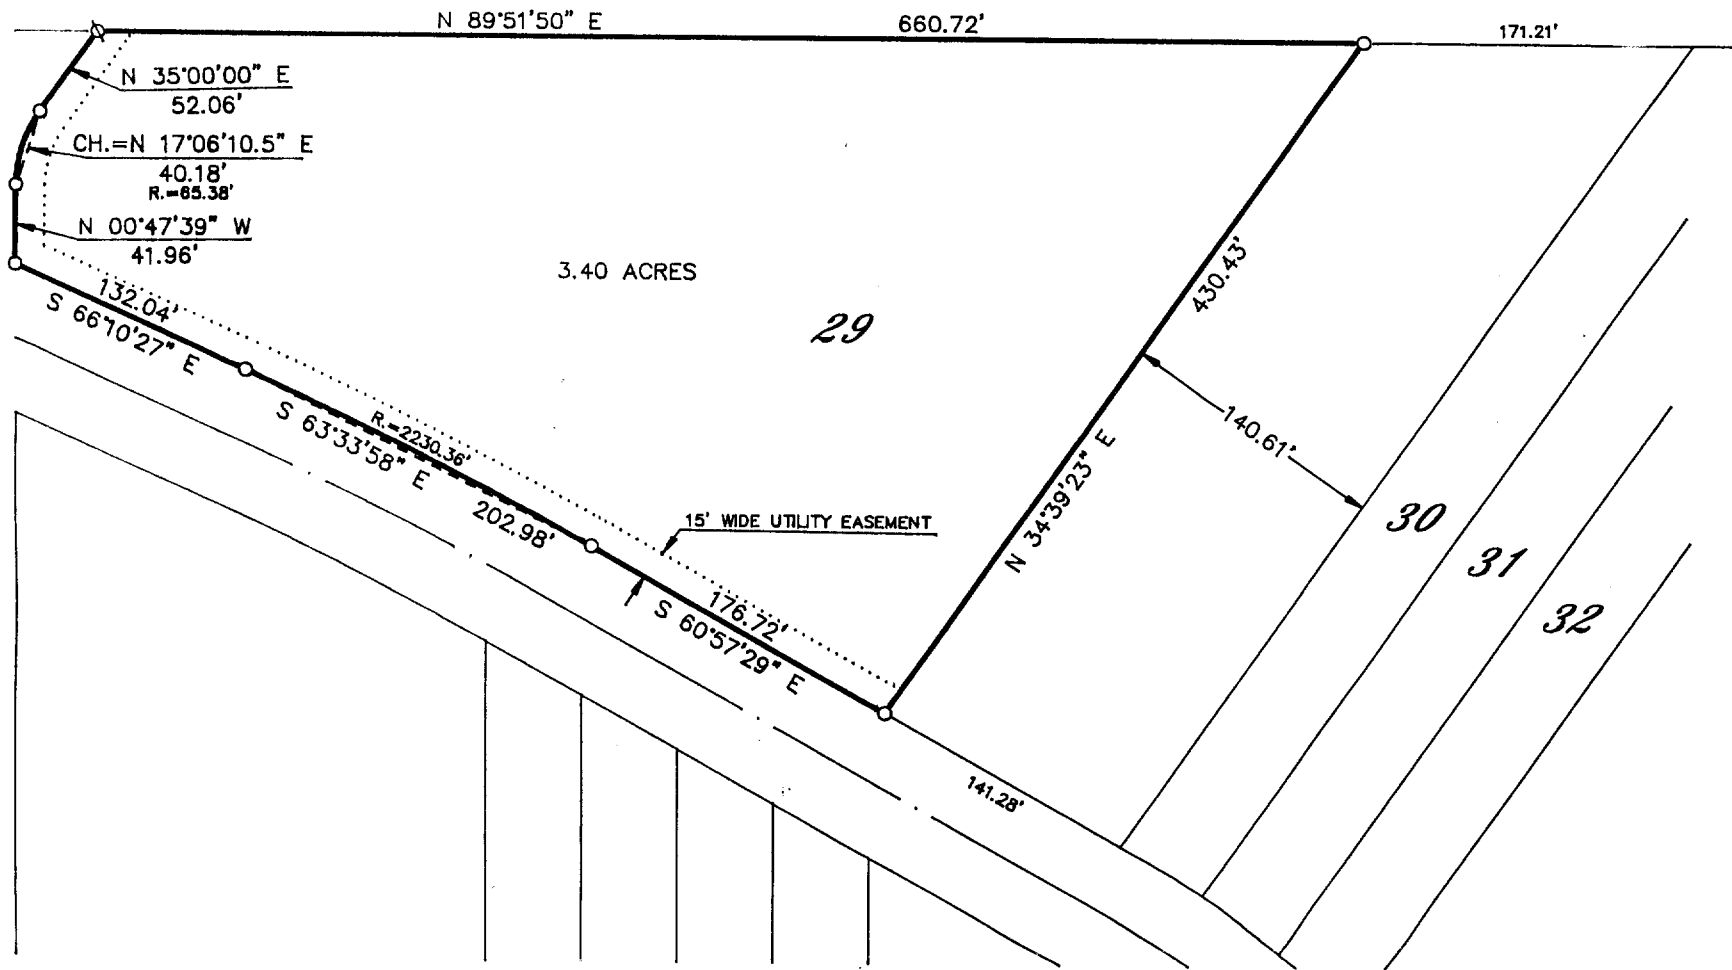 N 89°51'50" E
660.72'
171.21'
N 35°00'00" E
52.06'
CH.=N 17°06'10.5" E
40.18'
R.=65.38'
N 00°47'39" W
41.96'
3.40 ACRES
29
430.43'
N 34°39'23" E
140.61'
132.04'
S 66°10'27" E
R.=2230.36'
S 63°33'58" E
202.98'
15' WIDE UTILITY EASEMENT
176.72'
S 60°57'29" E
141.28'
30
31
32